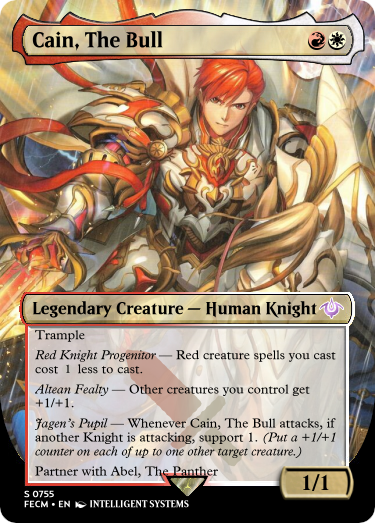 Cain, The Bull
Legendary Creature — Human Knight
Trample
Red Knight Progenitor — Red creature spells you cast
cost 1 less to cast.
Altean Fealty — Other creatures you control get
+1/+1.
Jagen's Pupil — Whenever Cain, The Bull attacks, if
another Knight is attacking, support 1. (Put a +1/+1
counter on each of up to one other target creature.)
Partner with Abel, The Panther
1/1
S 0755
FECM • EN INTELLIGENT SYSTEMS